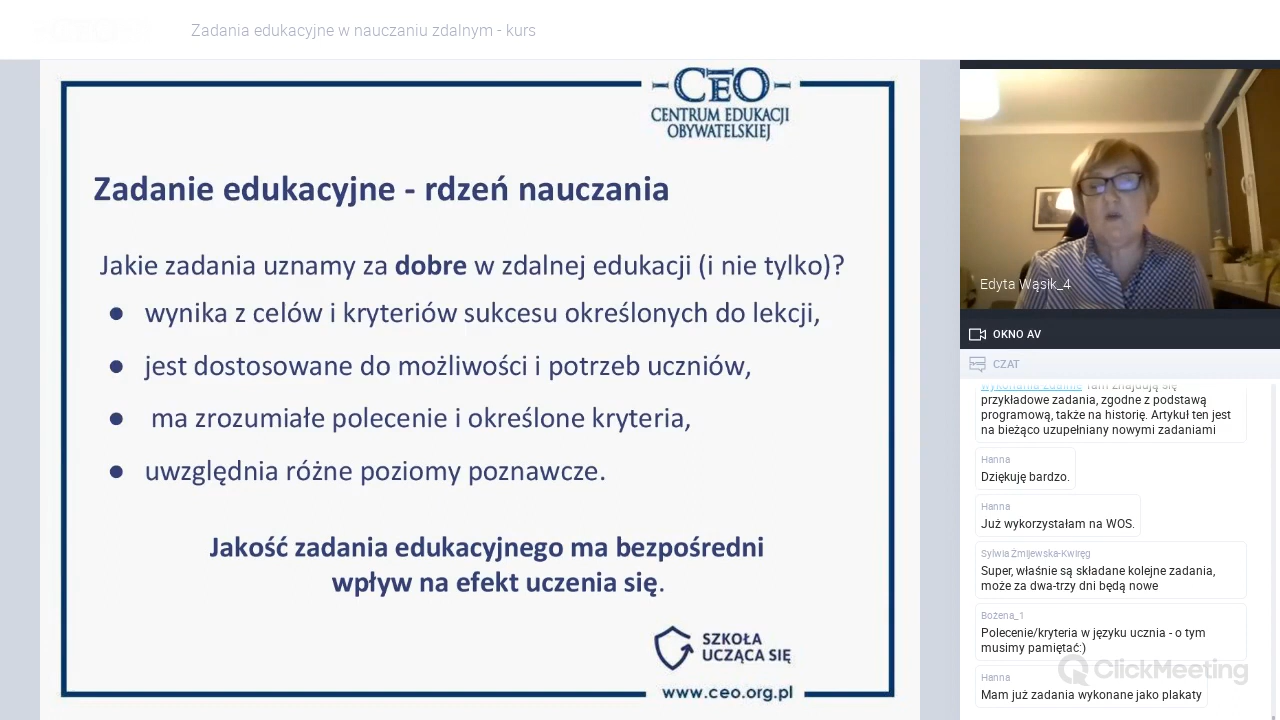 Zadania edukacyjne w nauczaniu zdalnym - kurs
CEO
CENTRUM EDUKACJI
OBYWATELSKIEJ
Zadanie edukacyjne - rdzeń nauczania
Jakie zadania uznamy za dobre w zdalnej edukacji (i nie tylko)?
● wynika z celów i kryteriów sukcesu określonych do lekcji,
● jest dostosowane do możliwości i potrzeb uczniów,
● ma zrozumiałe polecenie i określone kryteria,
● uwzględnia różne poziomy poznawcze.
Jakość zadania edukacyjnego ma bezpośredni
wpływ na efekt uczenia się.
SZKOŁA
UCZĄCA SIĘ
www.ceo.org.pl
Edyta Wąsik_4
OKNO AV
CZAT
wykonania zdalnie Tam znajdują się
przykładowe zadania, zgodne z podstawą
programową, także na historię. Artykuł ten jest
na bieżąco uzupełniany nowymi zadaniami
Hanna
Dziękuję bardzo.
Hanna
Już wykorzystałam na WOS.
Sylwia Żmijewska-Kwiręg
Super, właśnie są składane kolejne zadania,
może za dwa-trzy dni będą nowe
Bożena_1
Polecenie/kryteria w języku ucznia - o tym
musimy pamiętać:)
Hanna
Mam już zadania wykonane jako plakaty
ClickMeeting